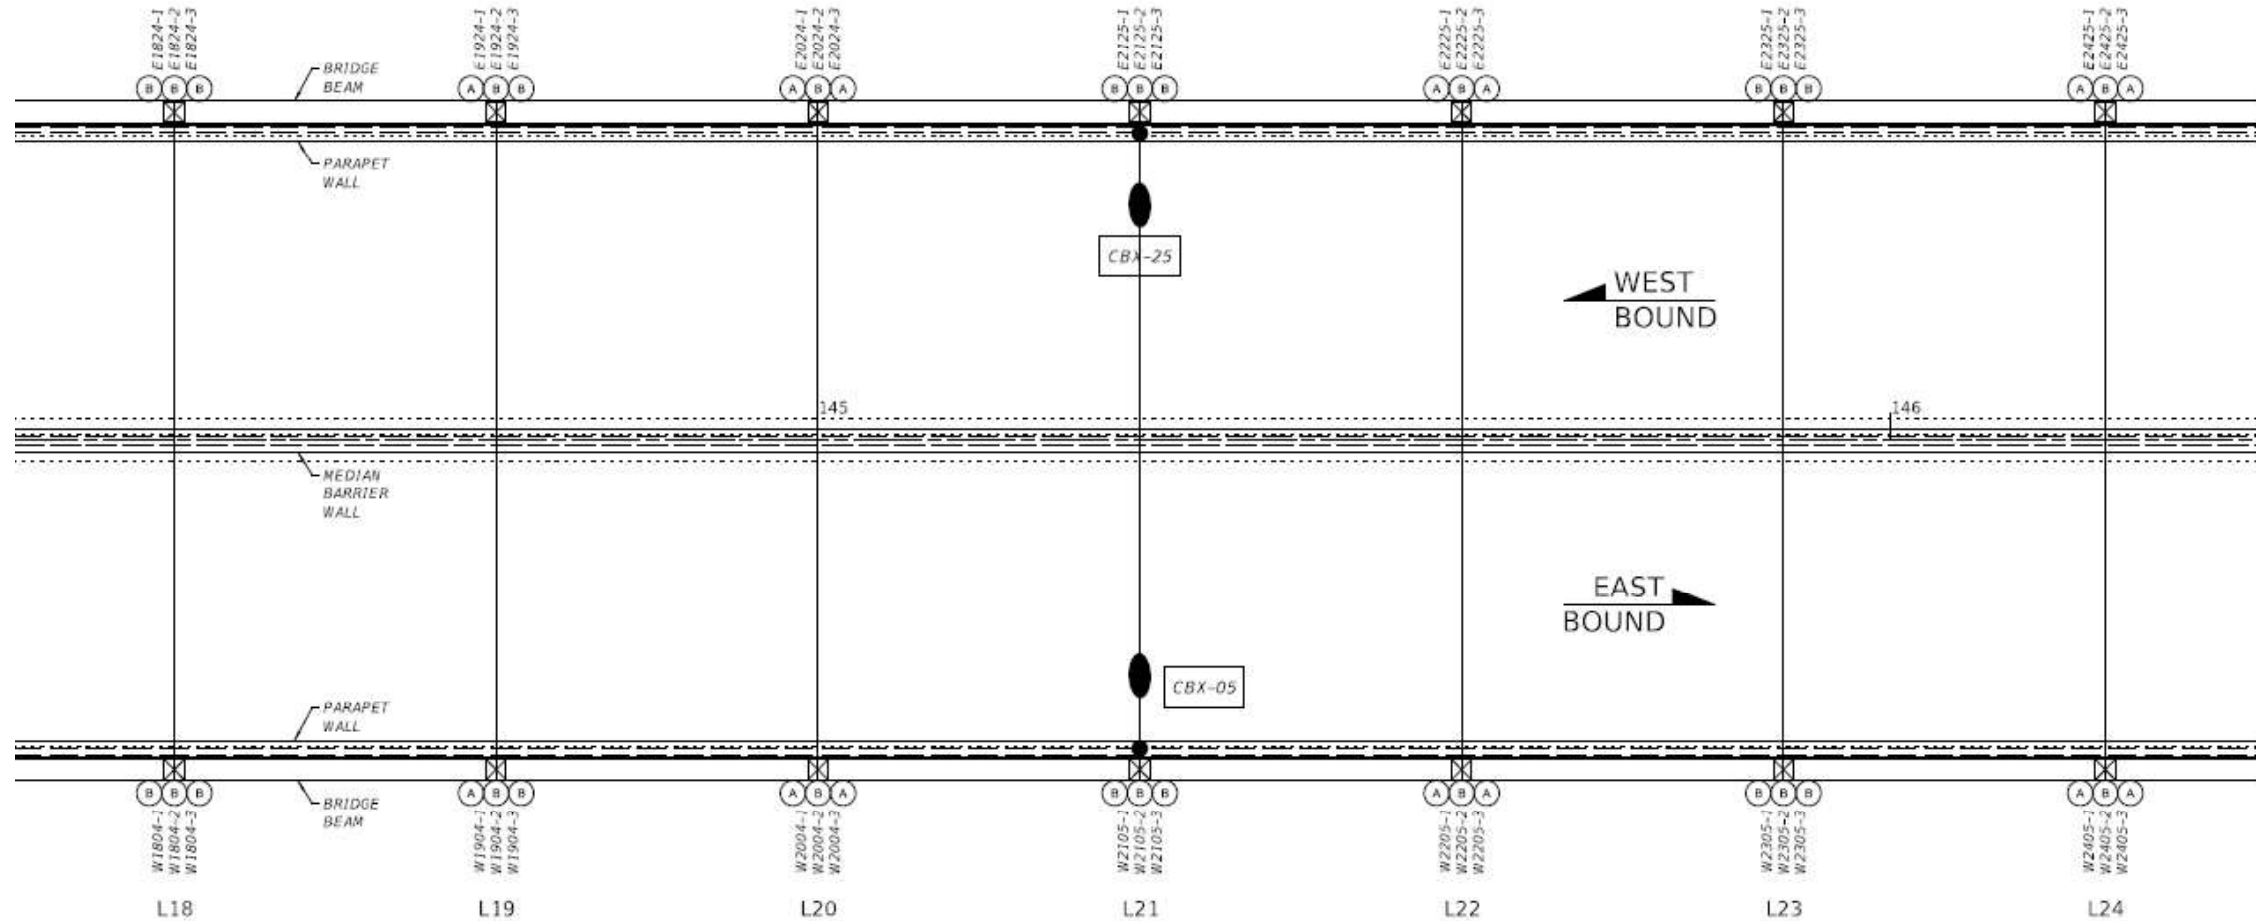 E1824-1
E1824-2
E1824-3
E1924-1
E1924-2
E1924-3
E2024-1
E2024-2
E2024-3
E2125-1
E2125-2
E2125-3
E2225-1
E2225-2
E2225-3
E2325-1
E2325-2
E2325-3
E2425-1
E2425-2
E2425-3
B B B
A B B
A B A
B B B
A B A
B B B
A B A
BRIDGE
BEAM
PARAPET
WALL
CBX-25
WEST
BOUND
145
146
MEDIAN
BARRIER
WALL
EAST
BOUND
CBX-05
PARAPET
WALL
BRIDGE
BEAM
B B B
A B B
A B A
B B B
A B A
B B B
A B A
W1804-1
W1804-2
W1804-3
W1904-1
W1904-2
W1904-3
W2004-1
W2004-2
W2004-3
W2105-1
W2105-2
W2105-3
W2205-1
W2205-2
W2205-3
W2305-1
W2305-2
W2305-3
W2405-1
W2405-2
W2405-3
L18
L19
L20
L21
L22
L23
L24